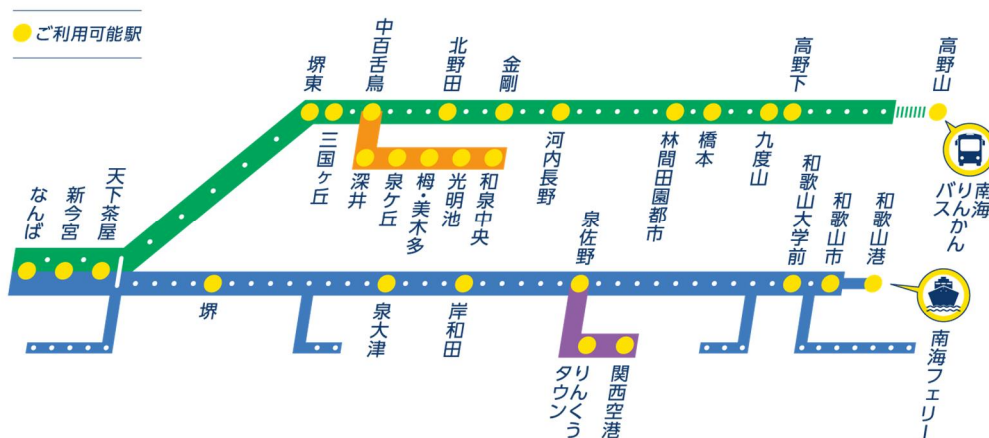 ご利用可能駅
なんば
新今宮
天下茶屋
堺東
三国ヶ丘
中百舌鳥
深井
泉ケ丘
栂・美木多
光明池
和泉中央
北野田
金剛
河内長野
林間田園都市
橋本
九度山
高野下
高野山
南海
りんかん
バス
堺
泉大津
岸和田
泉佐野
りんくう
タウン
関西空港
和歌山大学前
和歌山市
和歌山港
南海フェリー